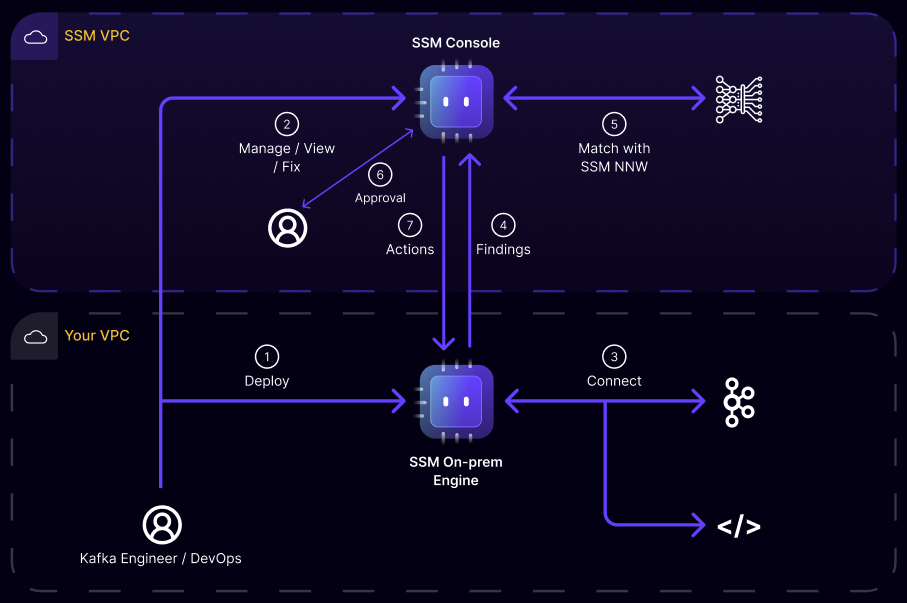 SSM VPC
SSM Console
2
Manage / View
/ Fix
5
Match with
SSM NNW
6
Approval
7
Actions
4
Findings
Your VPC
1
Deploy
3
Connect
SSM On-prem
Engine
</>
Kafka Engineer / DevOps